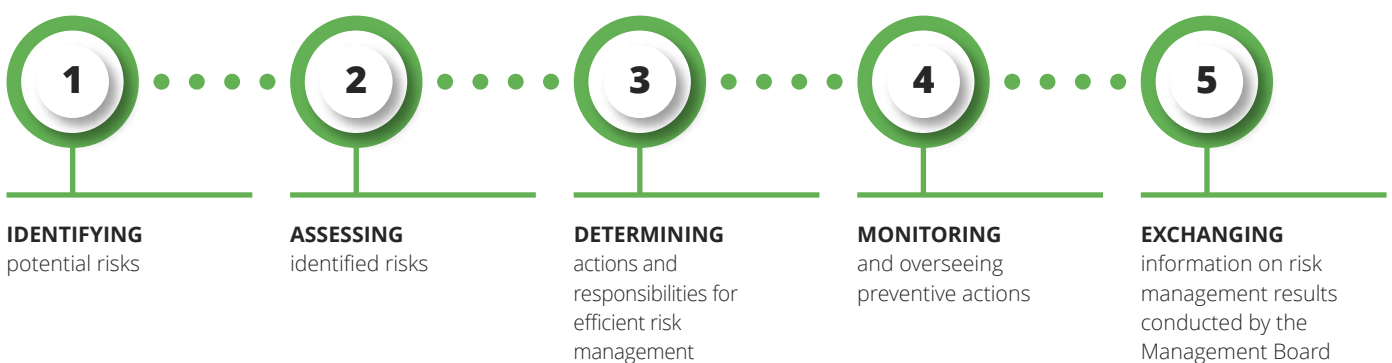 1
2
3
4
5
IDENTIFYING
potential risks
ASSESSING
identified risks
DETERMINING
actions and
responsibilities for
efficient risk
management
MONITORING
and overseeing
preventive actions
EXCHANGING
information on risk
management results
conducted by the
Management Board